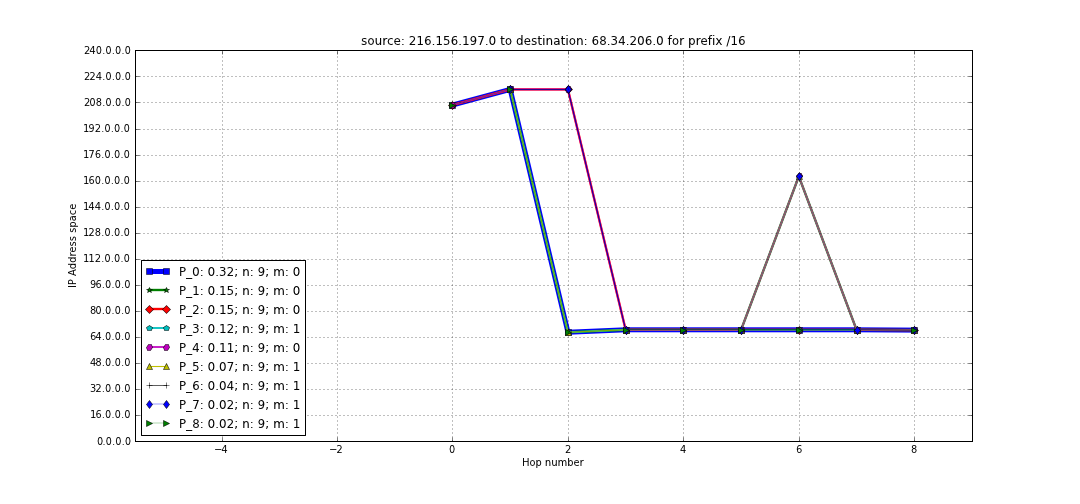 source: 216.156.197.0 to destination: 68.34.206.0 for prefix /16
240.0.0.0
224.0.0.0
208.0.0.0
192.0.0.0
176.0.0.0
160.0.0.0
144.0.0.0
128.0.0.0
112.0.0.0
96.0.0.0
80.0.0.0
64.0.0.0
48.0.0.0
32.0.0.0
16.0.0.0
0.0.0.0
IP Address space
P_0: 0.32; n: 9; m: 0
P_1: 0.15; n: 9; m: 0
P_2: 0.15; n: 9; m: 0
P_3: 0.12; n: 9; m: 1
P_4: 0.11; n: 9; m: 0
P_5: 0.07; n: 9; m: 1
P_6: 0.04; n: 9; m: 1
P_7: 0.02; n: 9; m: 1
P_8: 0.02; n: 9; m: 1
−4 −2 0 2 4 6 8
Hop number